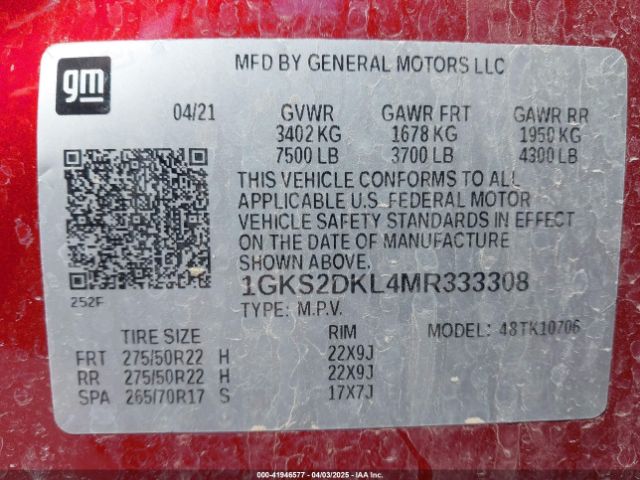 gm
MFD BY GENERAL MOTORS LLC
04/21 GVWR GAWR FRT GAWR RR
3402 KG 1678 KG 1950 KG
7500 LB 3700 LB 4300 LB
THIS VEHICLE CONFORMS TO ALL
APPLICABLE U.S. FEDERAL MOTOR
VEHICLE SAFETY STANDARDS IN EFFECT
ON THE DATE OF MANUFACTURE
SHOWN ABOVE.
252F
1GKS2DKL4MR333308
TYPE: M.P.V.
TIRE SIZE RIM MODEL: 48TK10706
FRT 275/50R22 H 22X9J
RR 275/50R22 H 22X9J
SPA 265/70R17 S 17X7J
000-41946577 - 04/03/2025 - IAA Inc.